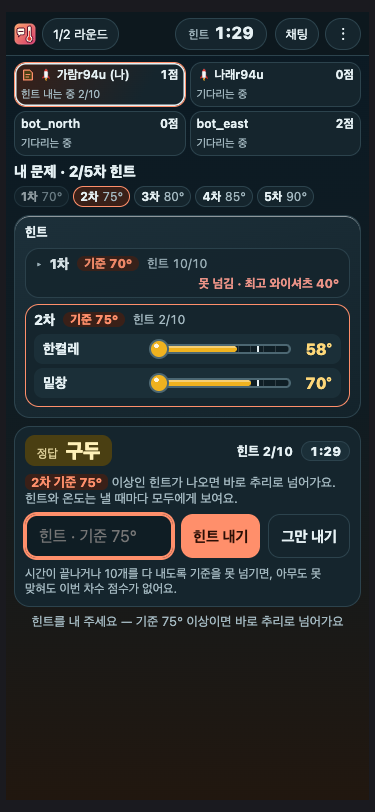 1/2 라운드
힌트 1:29
채팅
가람r94u (나) 1점
힌트 내는 중 2/10
나래r94u 0점
기다리는 중
bot_north 0점
기다리는 중
bot_east 2점
기다리는 중
내 문제 · 2/5차 힌트
1차 70° 2차 75° 3차 80° 4차 85° 5차 90°
힌트
1차 기준 70° 힌트 10/10
못 넘김 · 최고 와이셔츠 40°
2차 기준 75° 힌트 2/10
한켤레 58°
밑창 70°
정답 구두 힌트 2/10 1:29
2차 기준 75° 이상인 힌트가 나오면 바로 추리로 넘어가요.
힌트와 온도는 낼 때마다 모두에게 보여요.
힌트 · 기준 75° 힌트 내기 그만 내기
시간이 끝나거나 10개를 다 내도록 기준을 못 넘기면, 아무도 못
맞혀도 이번 차수 점수가 없어요.
힌트를 내 주세요 — 기준 75° 이상이면 바로 추리로 넘어가요